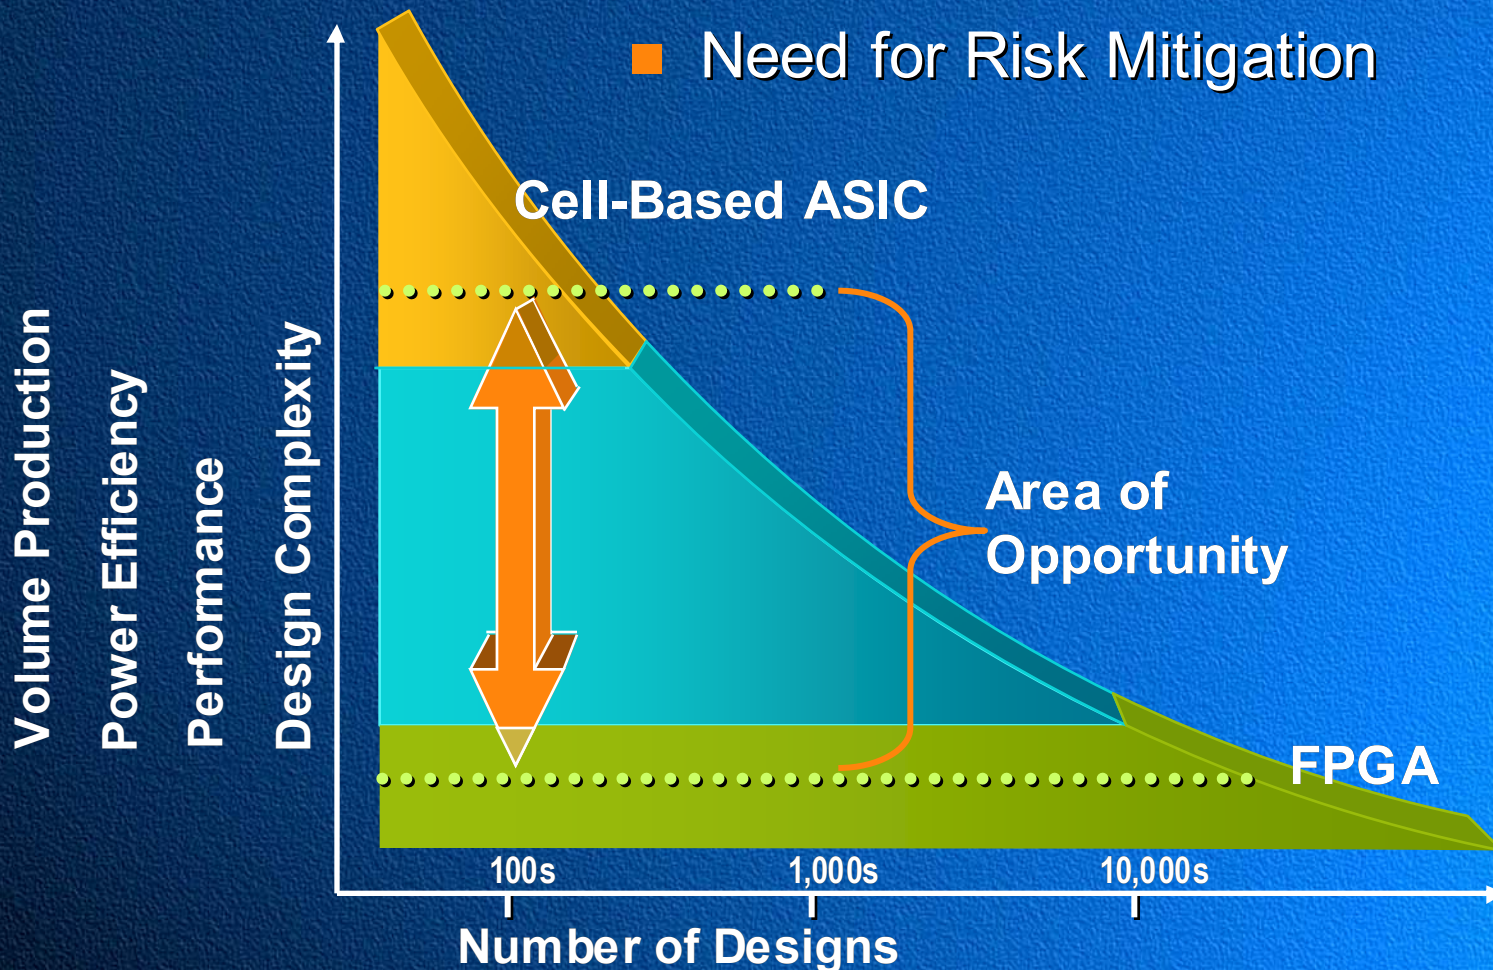 Need for Risk Mitigation
Cell-Based ASIC
Volume Production
Power Efficiency
Performance
Design Complexity
Area of
Opportunity
FPGA
100s
1,000s
10,000s
Number of Designs